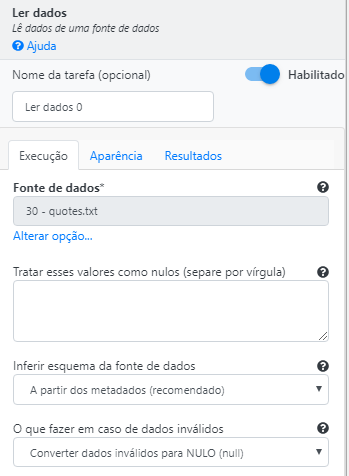 Ler dados
Lê dados de uma fonte de dados
? Ajuda
Nome da tarefa (opcional)
Habilitado
Ler dados 0
Execução Aparência Resultados
Fonte de dados* ?
30 - quotes.txt
Alterar opção...
Tratar esses valores como nulos (separe por vírgula) ?
Inferir esquema da fonte de dados ?
A partir dos metadados (recomendado)
O que fazer em caso de dados inválidos ?
Converter dados inválidos para NULO (null)